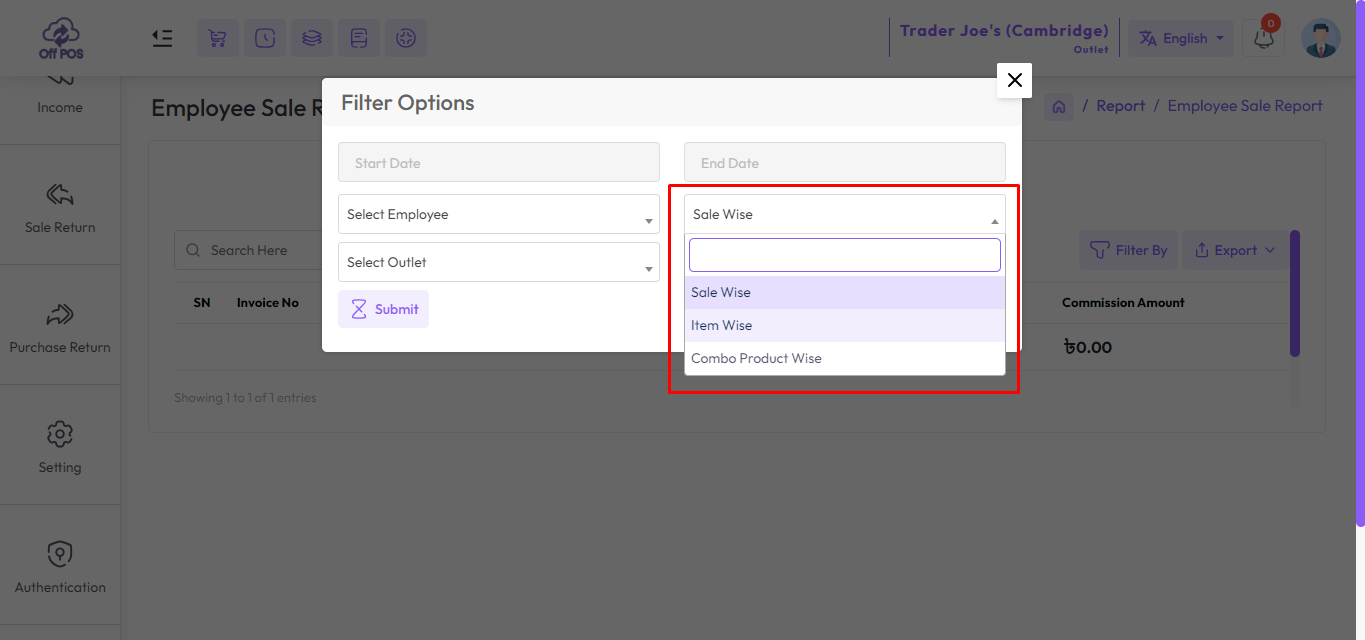 Off POS
Trader Joe's (Cambridge)
Outlet
English
0
Income
Sale Return
Purchase Return
Setting
Authentication
Employee Sale R
/ Report / Employee Sale Report
Filter Options
Start Date
End Date
Select Employee
Sale Wise
Select Outlet
Submit
Sale Wise
Item Wise
Combo Product Wise
Search Here
Filter By
Export
SN Invoice No Commission Amount
৳0.00
Showing 1 to 1 of 1 entries